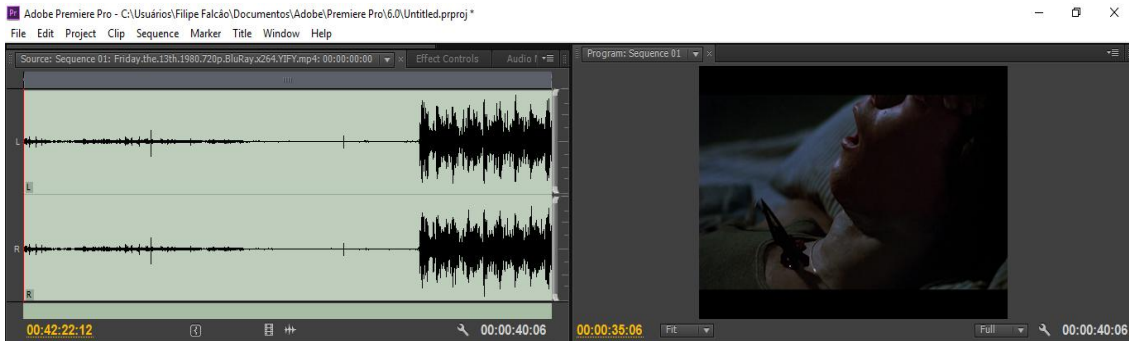 Pr Adobe Premiere Pro - C:\Usuários\Filipe Falcão\Documentos\Adobe\Premiere Pro\6.0\Untitled.prproj *
File Edit Project Clip Sequence Marker Title Window Help
Source: Sequence 01: Friday.the.13th.1980.720p.BluRay.x264.YIFY.mp4: 00:00:00:00 Effect Controls Audio
Program: Sequence 01
L
L
R
R
00:42:22:12 00:00:40:06
00:00:35:06 Fit Full 00:00:40:06